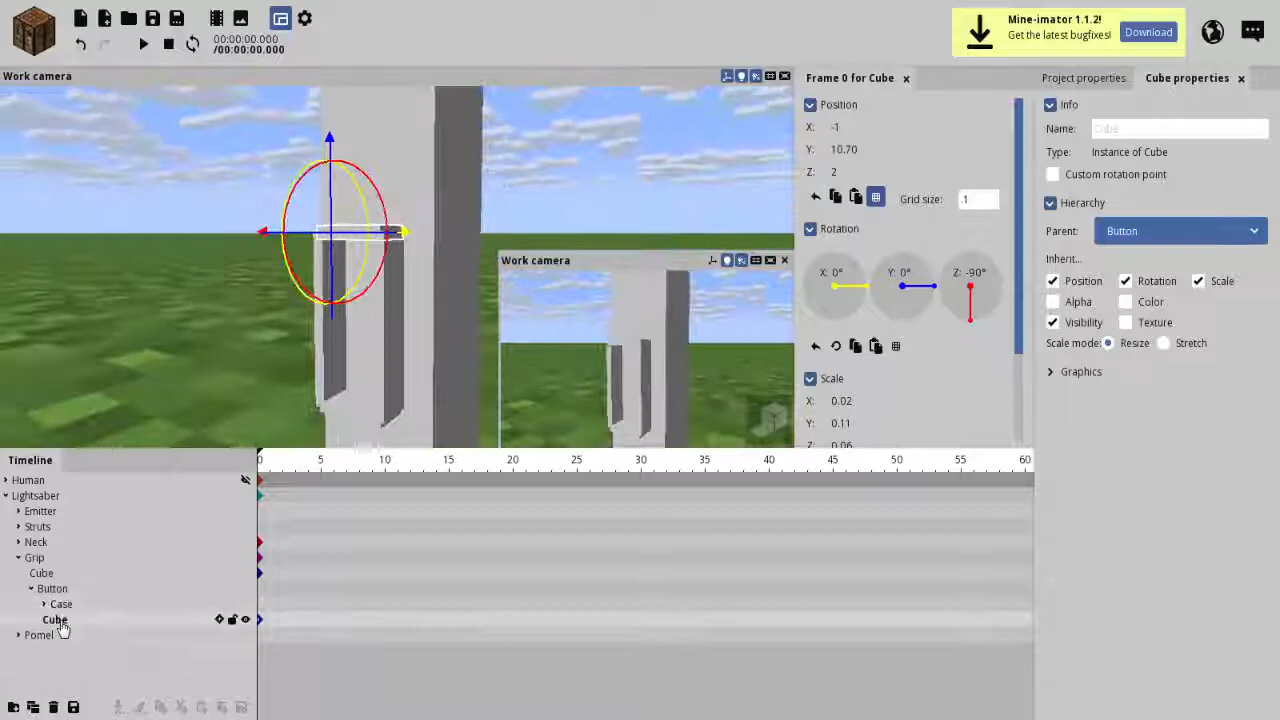 00:00:00.000
/00:00:00.000
Mine-imator 1.1.2!
Get the latest bugfixes!
Download
Work camera
Frame 0 for Cube
Project properties
Cube properties
Position
X: -1
Y: 10.70
Z: 2
Grid size: 1
Rotation
X: 0°
Y: 0°
Z: -90°
Scale
X: 0.02
Y: 0.11
Z: 0.06
Work camera
Info
Name: Cube
Type: Instance of Cube
Custom rotation point
Hierarchy
Parent: Button
Inherit...
Position Rotation Scale
Alpha Color
Visibility Texture
Scale mode: Resize Stretch
Graphics
Timeline
0 5 10 15 20 25 30 35 40 45 50 55 60
Human
Lightsaber
Emitter
Struts
Neck
Grip
Cube
Button
Case
Cube
Pomel